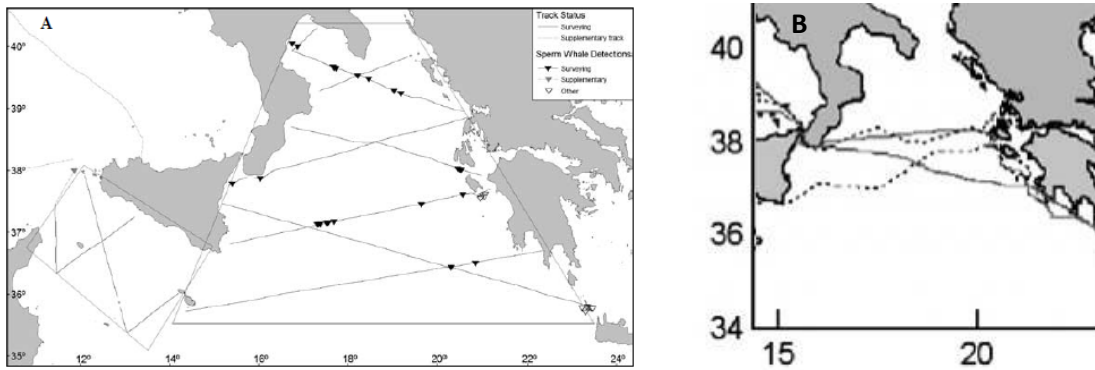 A
Track Status
Surveying
Supplementary track
Sperm Whale Detections
Surveying
Supplementary
Other
40°
39°
38°
37°
36°
35°
12°
14°
16°
18°
20°
22°
24°
B
40
38
36
34
15
20